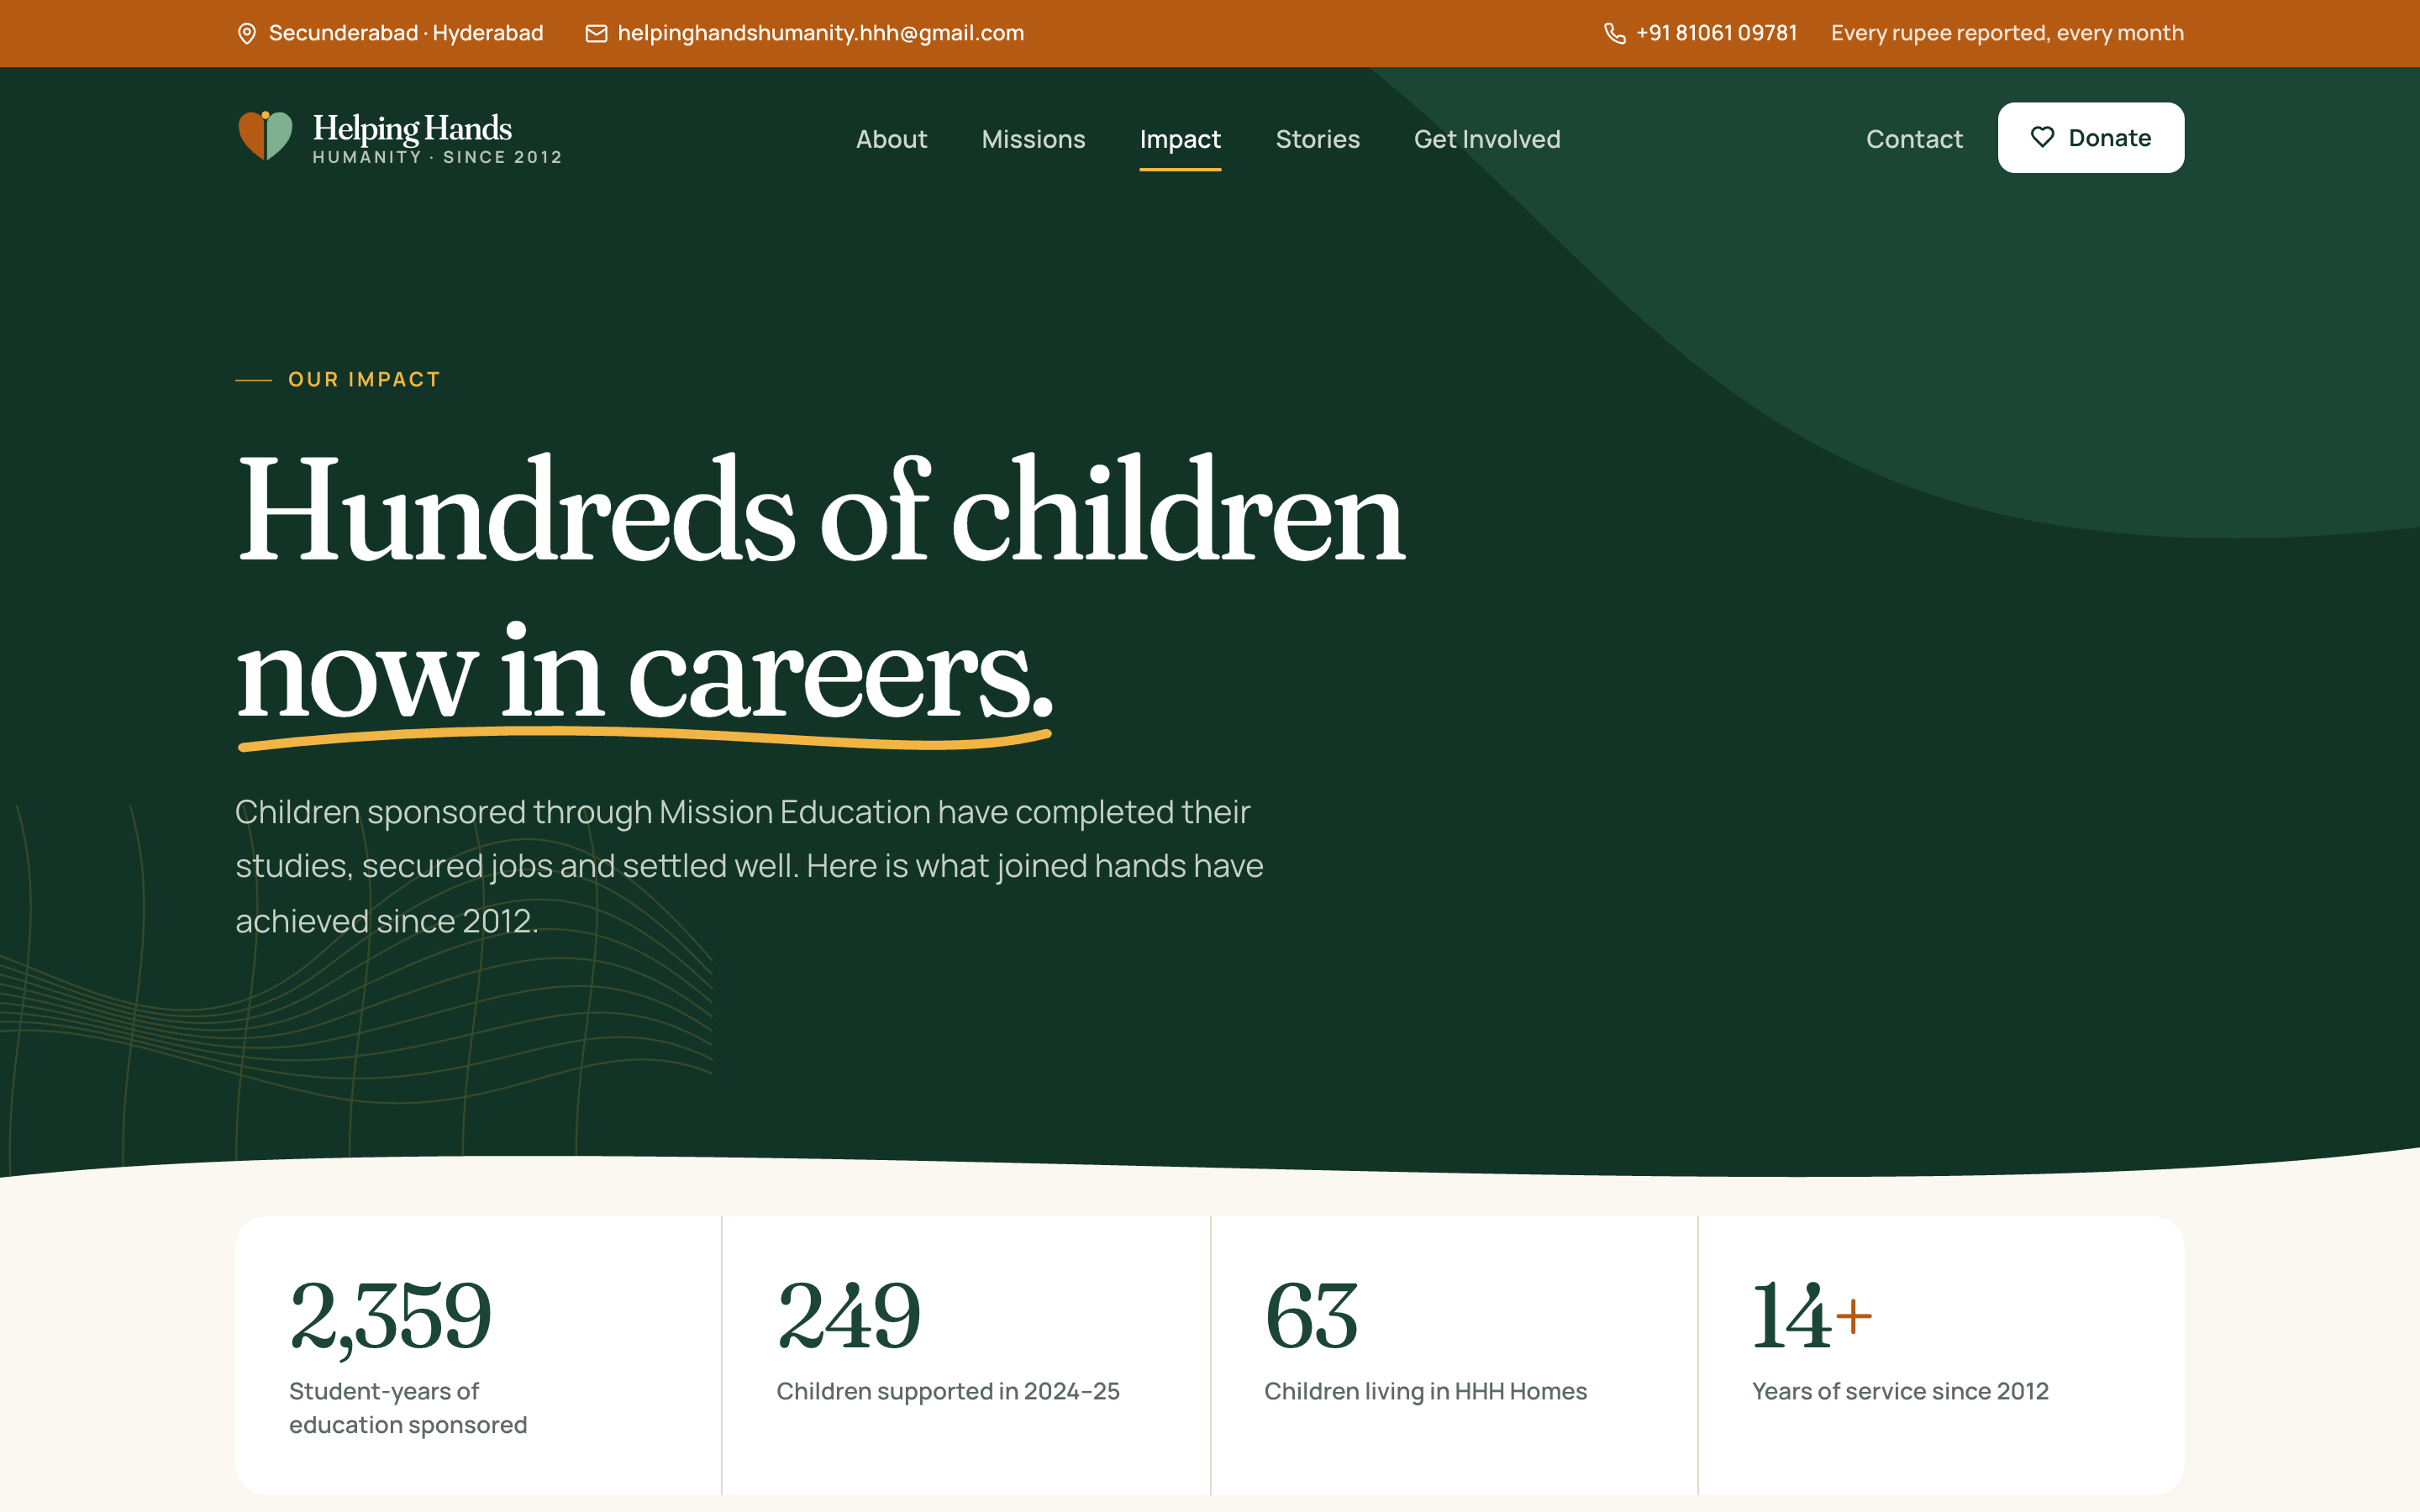 Secunderabad · Hyderabad
helpinghandshumanity.hhh@gmail.com
+91 81061 09781
Every rupee reported, every month
Helping Hands
HUMANITY · SINCE 2012
About
Missions
Impact
Stories
Get Involved
Contact
Donate
OUR IMPACT
Hundreds of children
now in careers.
Children sponsored through Mission Education have completed their
studies, secured jobs and settled well. Here is what joined hands have
achieved since 2012.
2,359
Student-years of
education sponsored
249
Children supported in 2024–25
63
Children living in HHH Homes
14+
Years of service since 2012